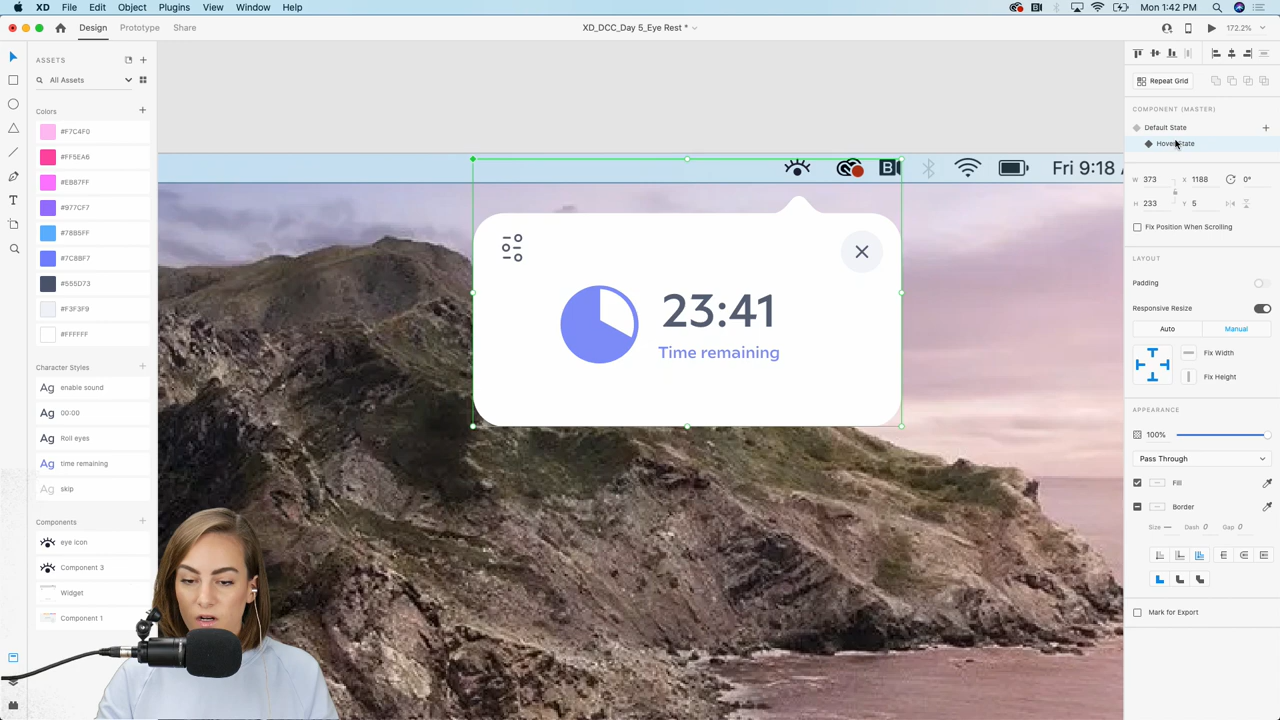 XD File Edit Object Plugins View Window Help Mon 1:42 PM
Design Prototype Share XD_DCC_Day 5_Eye Rest * 172.2%
ASSETS
All Assets
Colors
#F7C4F0
#FF5EA6
#EB87FF
#977CF7
#78B5FF
#7C8BF7
#555D73
#F3F3F9
#FFFFFF
Character Styles
Ag enable sound
Ag 00:00
Ag Roll eyes
Ag time remaining
Ag skip
Components
eye icon
Component 3
Widget
Component 1
Fri 9:18
23:41
Time remaining
Repeat Grid
COMPONENT (MASTER)
Default State
Hover State
W 373 X 1188 0°
H 233 Y 5
Fix Position When Scrolling
LAYOUT
Padding
Responsive Resize
Auto Manual
Fix Width
Fix Height
APPEARANCE
100%
Pass Through
Fill
Border
Size — Dash 0 Gap 0
Mark for Export